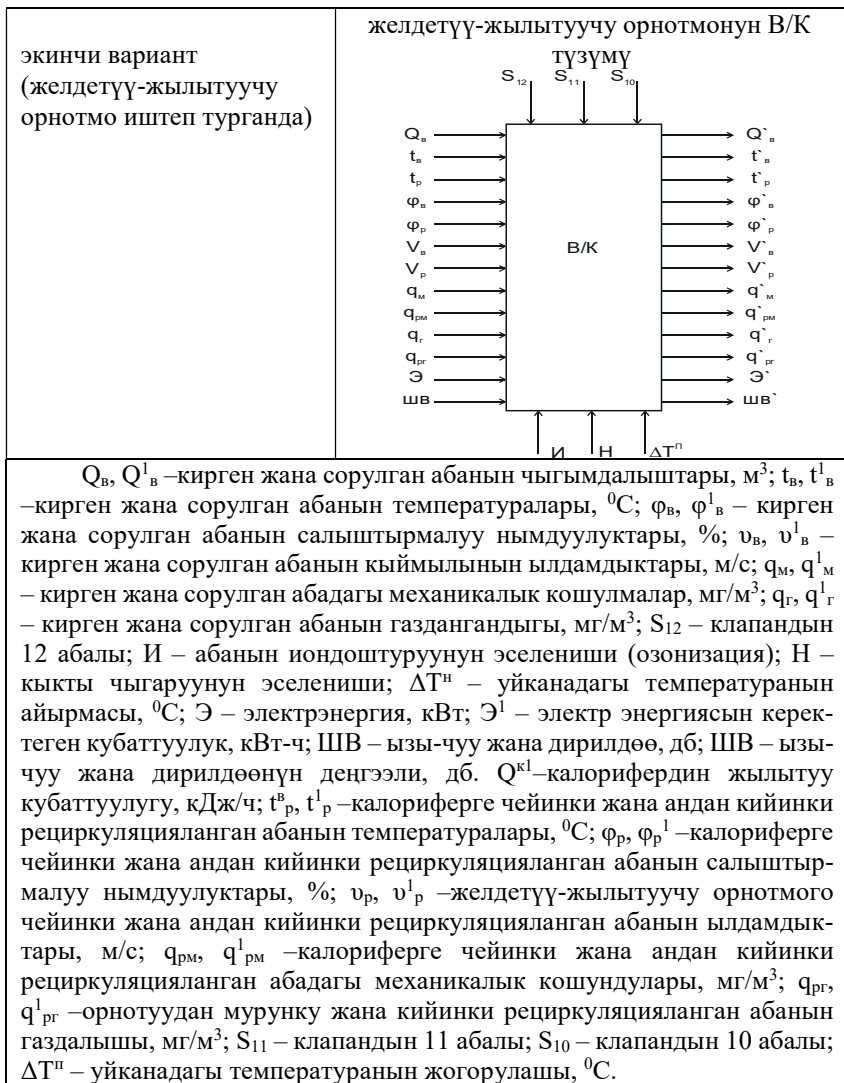 экинчи вариант
(желдетүү-жылытуучу
орнотмо иштеп турганда)
желдетүү-жылытуучу орнотмонун В/К
түзүмү
S₁₂ S₁₁ S₁₀
Qв Q`в
tв t`в
tр t`р
φв φ`в
φр φ`р
Vв V`в
Vр V`р
qм q`м
qрм q`рм
qг q`г
qрг q`рг
Э Э`
ШВ ШВ`
В/К
И Н ΔTᴨ
Qв, Q¹в –кирген жана сорулган абанын чыгымдалыштары, м³; tв, t¹в
–кирген жана сорулган абанын температуралары, ⁰С; φв, φ¹в – кирген
жана сорулган абанын салыштырмалуу нымдуулуктары, %; υв, υ¹в –
кирген жана сорулган абанын кыймылынын ылдамдыктары, м/с; qм, q¹м
– кирген жана сорулган абадагы механикалык кошулмалар, мг/м³; qг, q¹г
– кирген жана сорулган абанын газдангандыгы, мг/м³; S₁₂ – клапандын
12 абалы; И – абанын иондоштуруунун эселениши (озонизация); Н –
кыкты чыгаруунун эселениши; ΔTᴴ – уйканадагы температуранын
айырмасы, ⁰С; Э – электрэнергия, кВт; Э¹ – электр энергиясын керек-
теген кубаттуулук, кВт-ч; ШВ – ызы-чуу жана дирилдөө, дб; ШВ – ызы-
чуу жана дирилдөөнүн деңгээли, дб. Qᴷ¹–калорифердин жылытуу
кубаттуулугу, кДж/ч; tᴮр, t¹р –калориферге чейинки жана андан кийинки
рециркуляцияланган абанын температуралары, ⁰С; φр, φр¹ –калориферге
чейинки жана андан кийинки рециркуляцияланган абанын салыштыр-
малуу нымдуулуктары, %; υр, υ¹р –желдетүү-жылытуучу орнотмого
чейинки жана андан кийинки рециркуляцияланган абанын ылдамдык-
тары, м/с; qрм, q¹рм –калориферге чейинки жана андан кийинки
рециркуляцияланган абадагы механикалык кошундулары, мг/м³; qрг,
q¹рг –орнотуудан мурунку жана кийинки рециркуляцияланган абанын
газдалышы, мг/м³; S₁₁ – клапандын 11 абалы; S₁₀ – клапандын 10 абалы;
ΔTᴨ – уйканадагы температуранын жогорулашы, ⁰С.